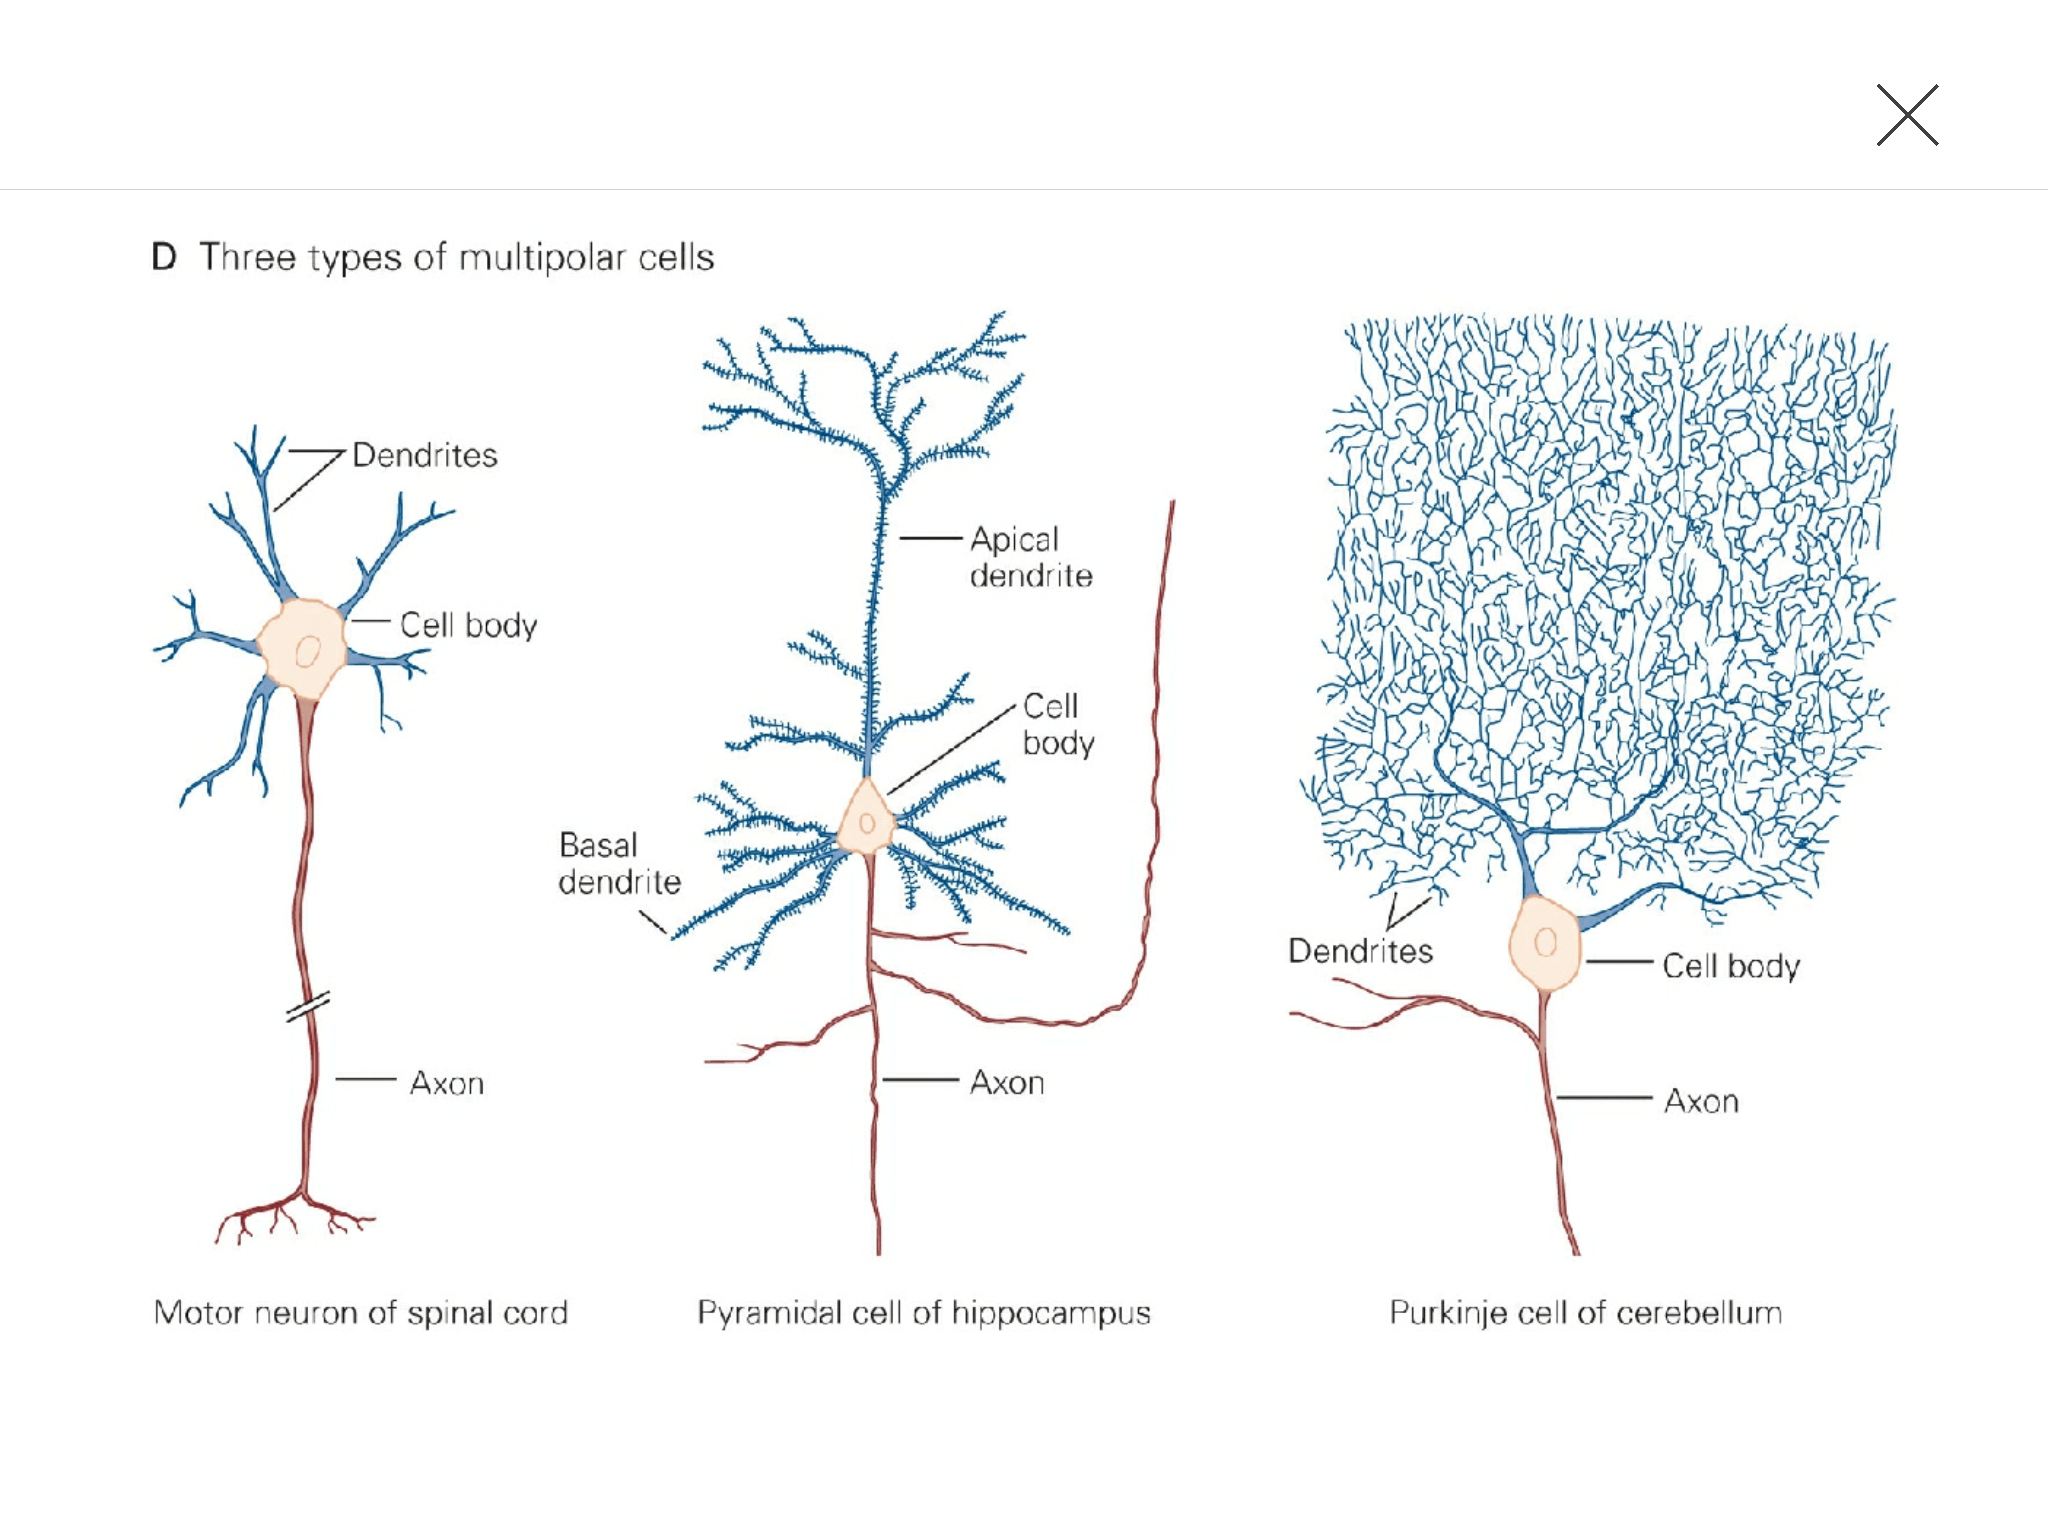 D Three types of multipolar cells
Dendrites
Cell body
Axon
Motor neuron of spinal cord
Apical
dendrite
Cell
body
Basal
dendrite
Axon
Pyramidal cell of hippocampus
Dendrites
Cell body
Axon
Purkinje cell of cerebellum